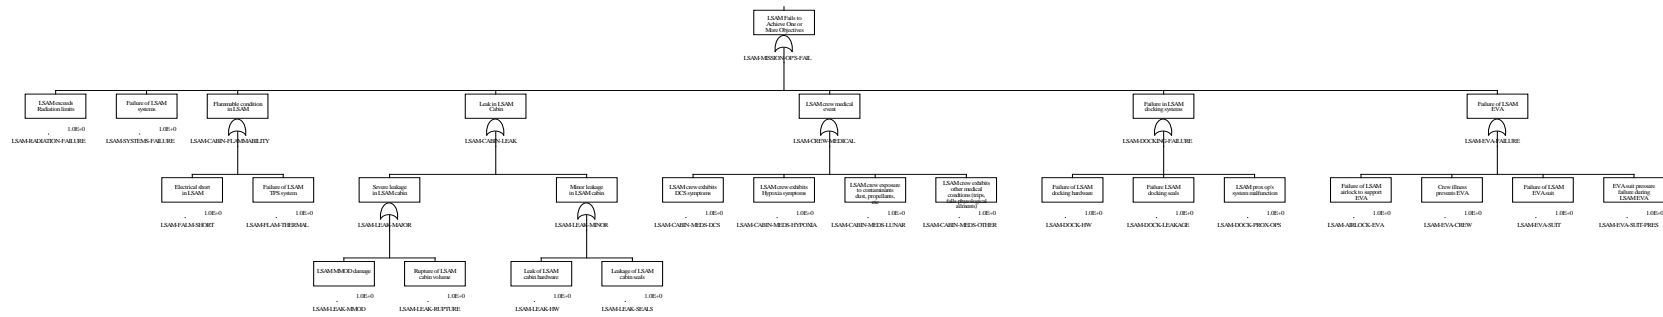 LSAM Fails to
Achieve One or
More Objectives
LSAM-MISSION-OPS-FAIL
LSAM exceeds
Radiation limits
1.0E+0
LSAM-RADIATION-FAILURE
Failure of LSAM
systems
1.0E+0
LSAM-SYSTEMS-FAILURE
Flammable condition
in LSAM
LSAM-CABIN-FLAMMABILITY
Leak in LSAM
Cabin
LSAM-CABIN-LEAK
LSAM crew medical
event
LSAM-CREW-MEDICAL
Failure in LSAM
docking systems
LSAM-DOCKING-FAILURE
Failure of LSAM
EVA
LSAM-EVA-FAILURE
Electrical short
in LSAM
1.0E+0
LSAM-FALM-SHORT
Failure of LSAM
TPS system
1.0E+0
LSAM-FLAM-THERMAL
Severe leakage
in LSAM cabin
LSAM-LEAK-MAJOR
Minor leakage
in LSAM cabin
LSAM-LEAK-MINOR
LSAM crew exhibits
DCS symptoms
1.0E+0
LSAM-CABIN-MEDS-DCS
LSAM crew exhibits
Hypoxia symptoms
1.0E+0
LSAM-CABIN-MEDS-HYPOXIA
LSAM crew exposure
to contaminants
dust, propellants,
etc
1.0E+0
LSAM-CABIN-MEDS-LUNAR
LSAM crew exhibits
other medical
conditions (trips,
falls physiological
ailments)
1.0E+0
LSAM-CABIN-MEDS-OTHER
Failure of LSAM
docking hardware
1.0E+0
LSAM-DOCK-HW
Failure LSAM
docking seals
1.0E+0
LSAM-DOCK-LEAKAGE
LSAM prox op's
system malfunction
1.0E+0
LSAM-DOCK-PROX-OPS
Failure of LSAM
airlock to support
EVA
1.0E+0
LSAM-AIRLOCK-EVA
Crew illness
prevents EVA
1.0E+0
LSAM-EVA-CREW
Failure of LSAM
EVA suit
1.0E+0
LSAM-EVA-SUIT
EVA suit pressure
failure during
LSAM EVA
1.0E+0
LSAM-EVA-SUIT-PRES
LSAM MMOD damage
1.0E+0
LSAM-LEAK-MMOD
Rupture of LSAM
cabin volume
1.0E+0
LSAM-LEAK-RUPTURE
Leak of LSAM
cabin hardware
1.0E+0
LSAM-LEAK-HW
Leakage of LSAM
cabin seals
1.0E+0
LSAM-LEAK-SEALS